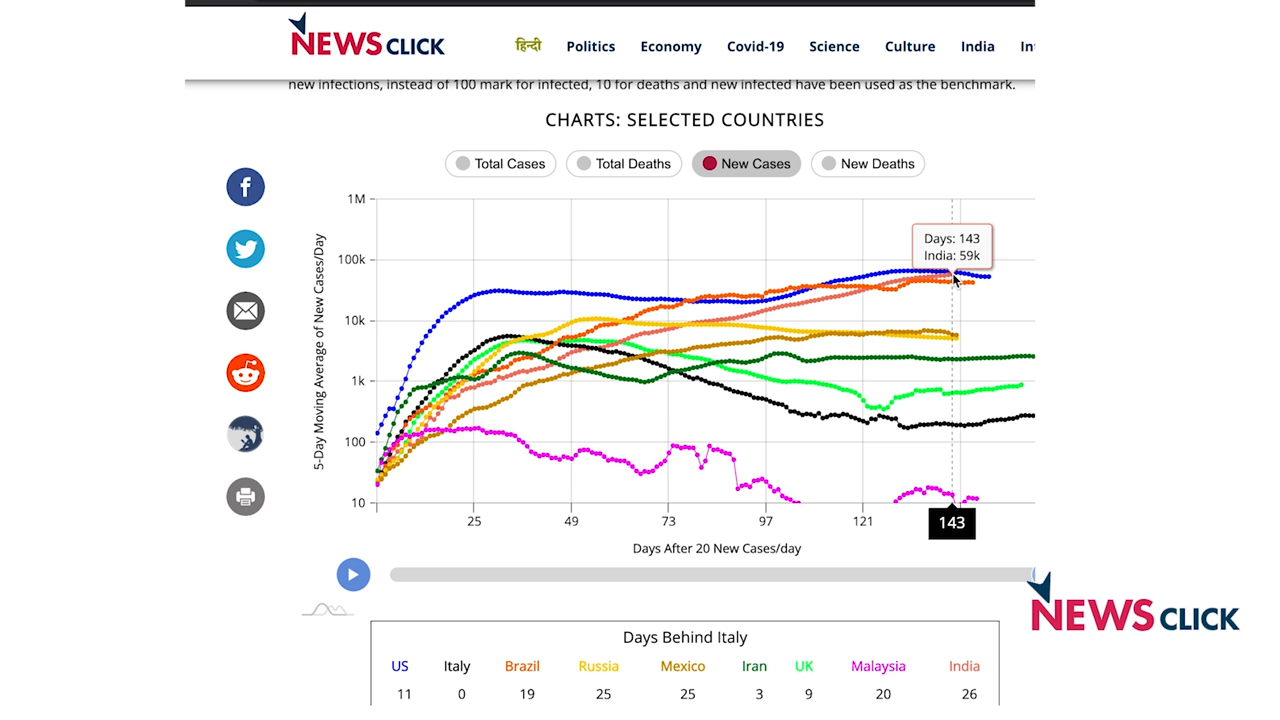 NEWS CLICK
हिन्दी Politics Economy Covid-19 Science Culture India In
new infections, instead of 100 mark for infected, 10 for deaths and new infected have been used as the benchmark.
CHARTS: SELECTED COUNTRIES
Total Cases Total Deaths New Cases New Deaths
5-Day Moving Average of New Cases/Day
1M
100k
10k
1k
100
10
Days: 143
India: 59k
25 49 73 97 121 143
Days After 20 New Cases/day
NEWS CLICK
Days Behind Italy
US Italy Brazil Russia Mexico Iran UK Malaysia India
11 0 19 25 25 3 9 20 26